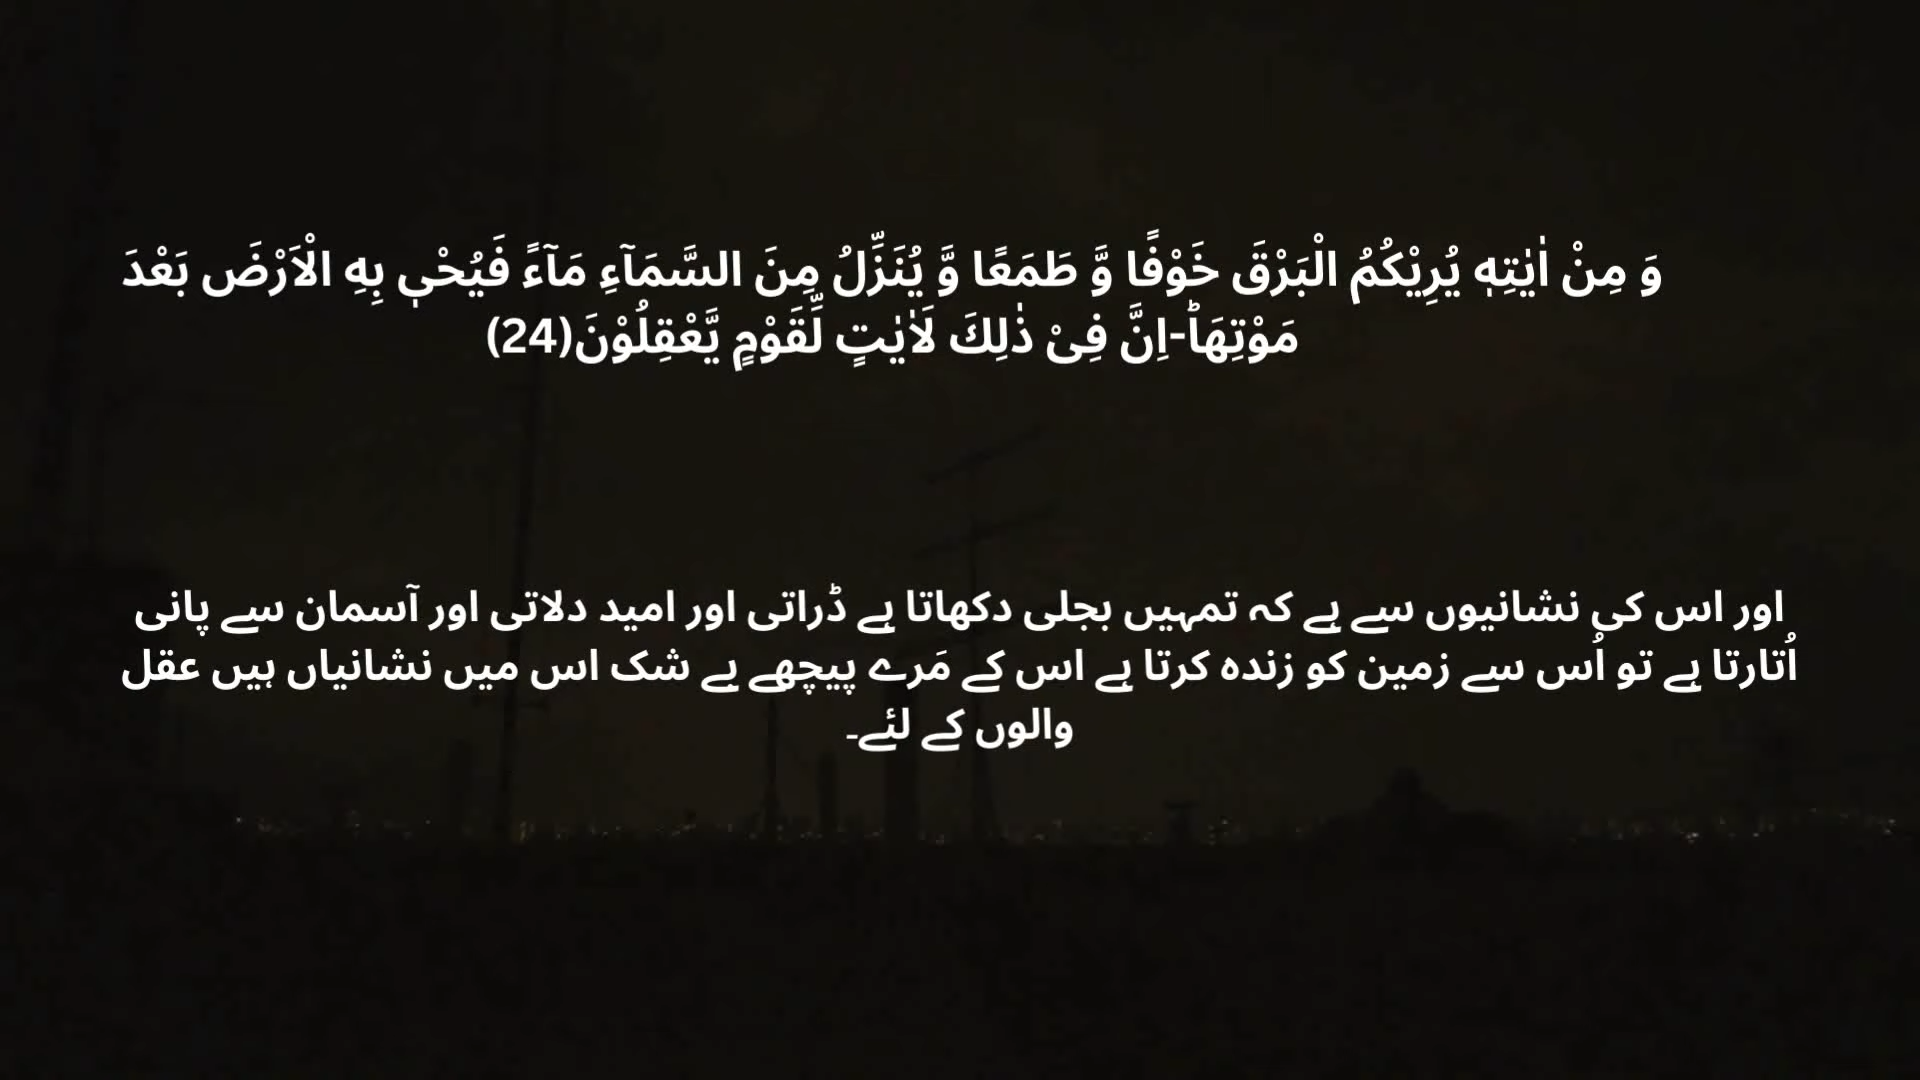 وَ مِنْ اٰیٰتِهٖ یُرِیْكُمُ الْبَرْقَ خَوْفًا وَّ طَمَعًا وَّ یُنَزِّلُ مِنَ السَّمَآءِ مَآءً فَیُحْیٖ بِهِ الْاَرْضَ بَعْدَ
مَوْتِهَاؕ-اِنَّ فِیْ ذٰلِكَ لَاٰیٰتٍ لِّقَوْمٍ یَّعْقِلُوْنَ(24)
اور اس کی نشانیوں سے ہے کہ تمہیں بجلی دکھاتا ہے ڈراتی اور امید دلاتی اور آسمان سے پانی
اُتارتا ہے تو اُس سے زمین کو زندہ کرتا ہے اس کے مَرے پیچھے بے شک اس میں نشانیاں ہیں عقل
والوں کے لئے۔